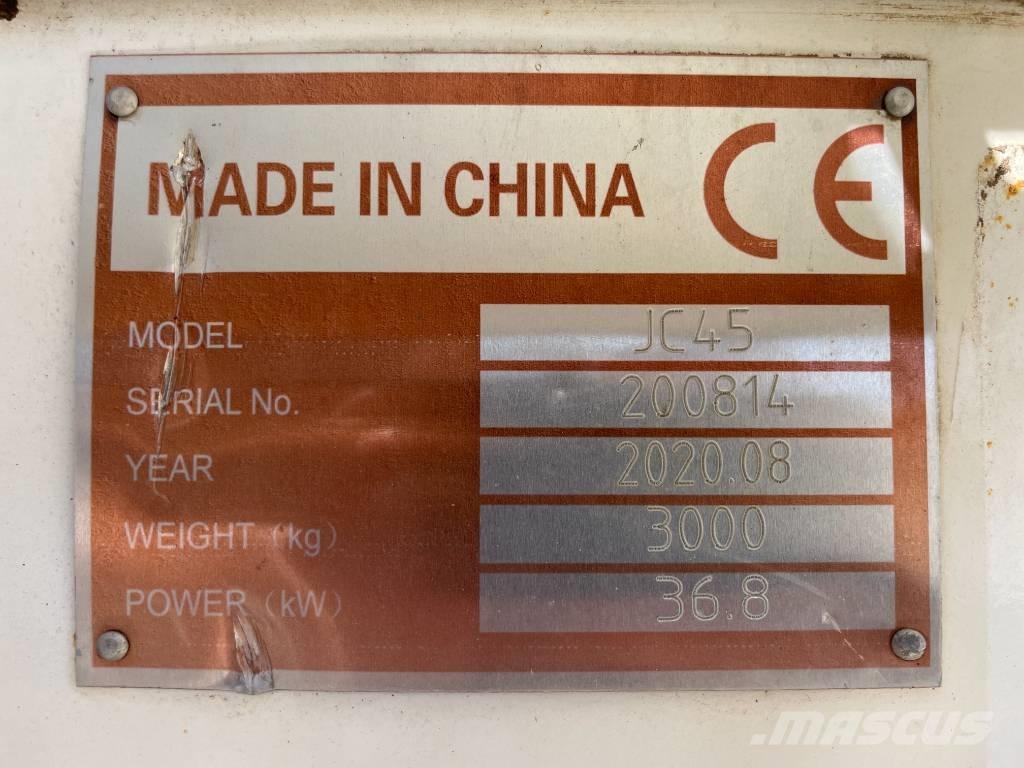 MADE IN CHINA CE
MODEL JC45
SERIAL No. 200814
YEAR 2020.08
WEIGHT（kg） 3000
POWER（kW） 36.8
MASCUS